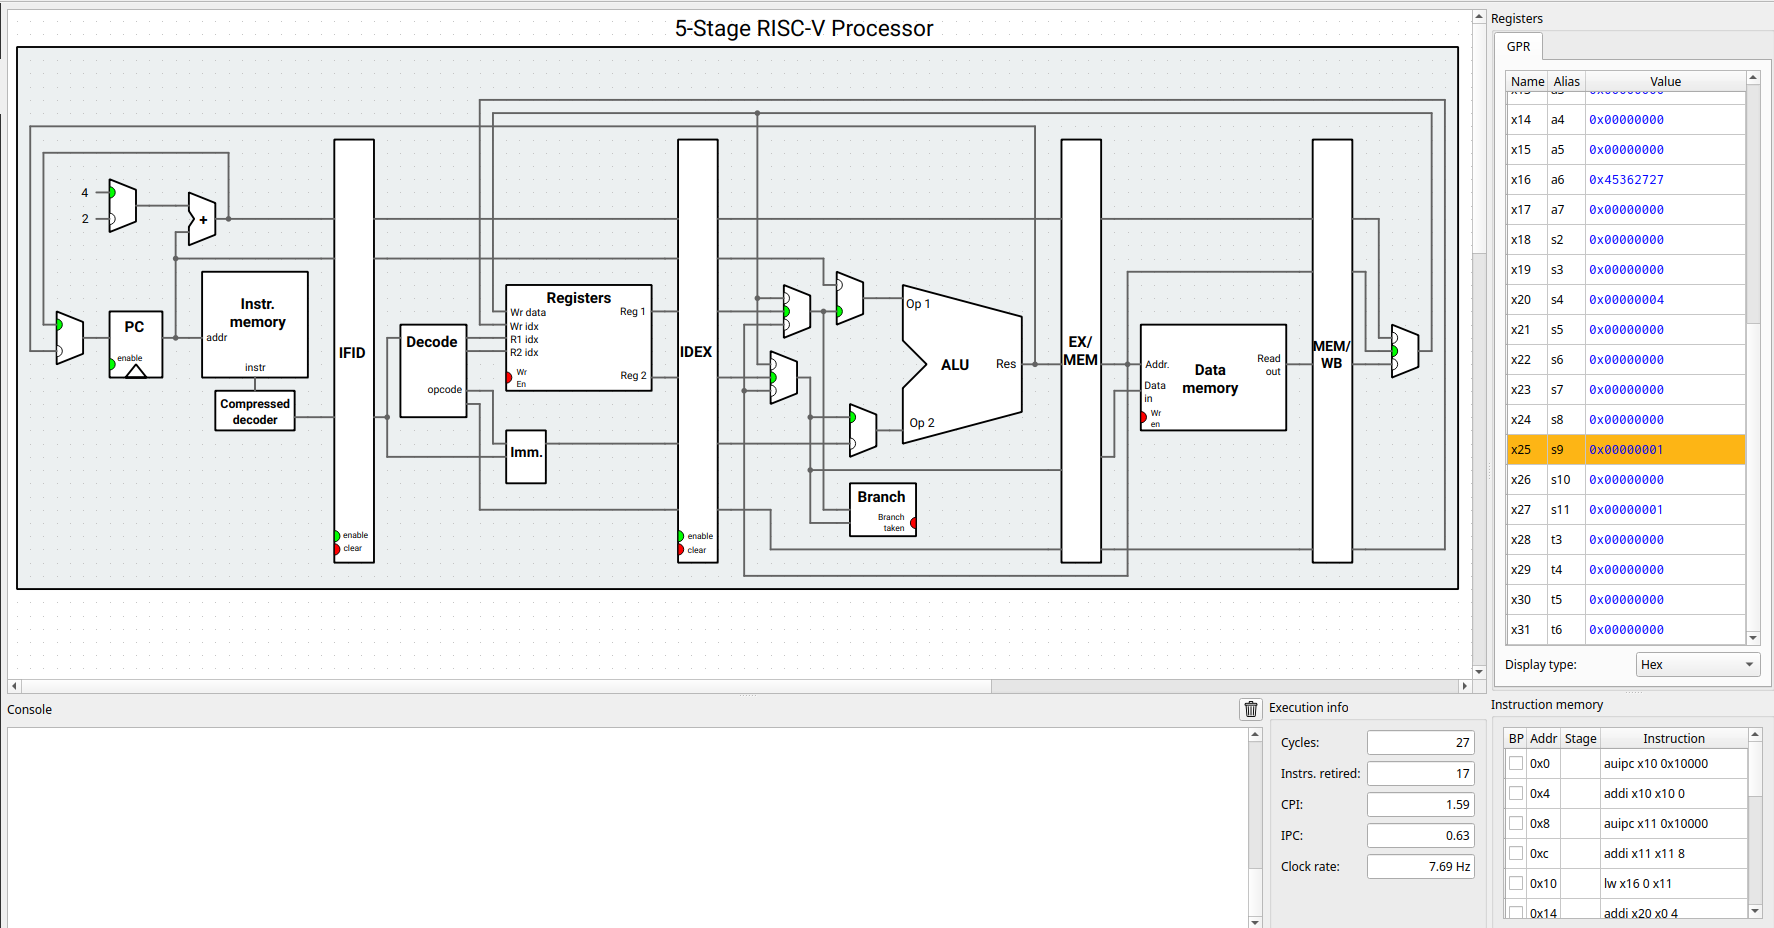 5-Stage RISC-V Processor
4
2
+
PC
enable
Instr.
memory
addr
instr
Compressed
decoder
IFID
enable
clear
Decode
opcode
Registers
Wr data
Wr idx
R1 idx
R2 idx
Wr
En
Reg 1
Reg 2
Imm.
IDEX
enable
clear
Op 1
ALU
Res
Op 2
Branch
Branch
taken
EX/
MEM
Addr.
Data
in
Wr
en
Data
memory
Read
out
MEM/
WB
Registers
GPR
Name Alias Value
x14 a4 0x00000000
x15 a5 0x00000000
x16 a6 0x45362727
x17 a7 0x00000000
x18 s2 0x00000000
x19 s3 0x00000000
x20 s4 0x00000004
x21 s5 0x00000000
x22 s6 0x00000000
x23 s7 0x00000000
x24 s8 0x00000000
x25 s9 0x00000001
x26 s10 0x00000000
x27 s11 0x00000001
x28 t3 0x00000000
x29 t4 0x00000000
x30 t5 0x00000000
x31 t6 0x00000000
Display type: Hex
Console
Execution info
Cycles: 27
Instrs. retired: 17
CPI: 1.59
IPC: 0.63
Clock rate: 7.69 Hz
Instruction memory
BP Addr Stage Instruction
0x0 auipc x10 0x10000
0x4 addi x10 x10 0
0x8 auipc x11 0x10000
0xc addi x11 x11 8
0x10 lw x16 0 x11
0x14 addi x20 x0 4